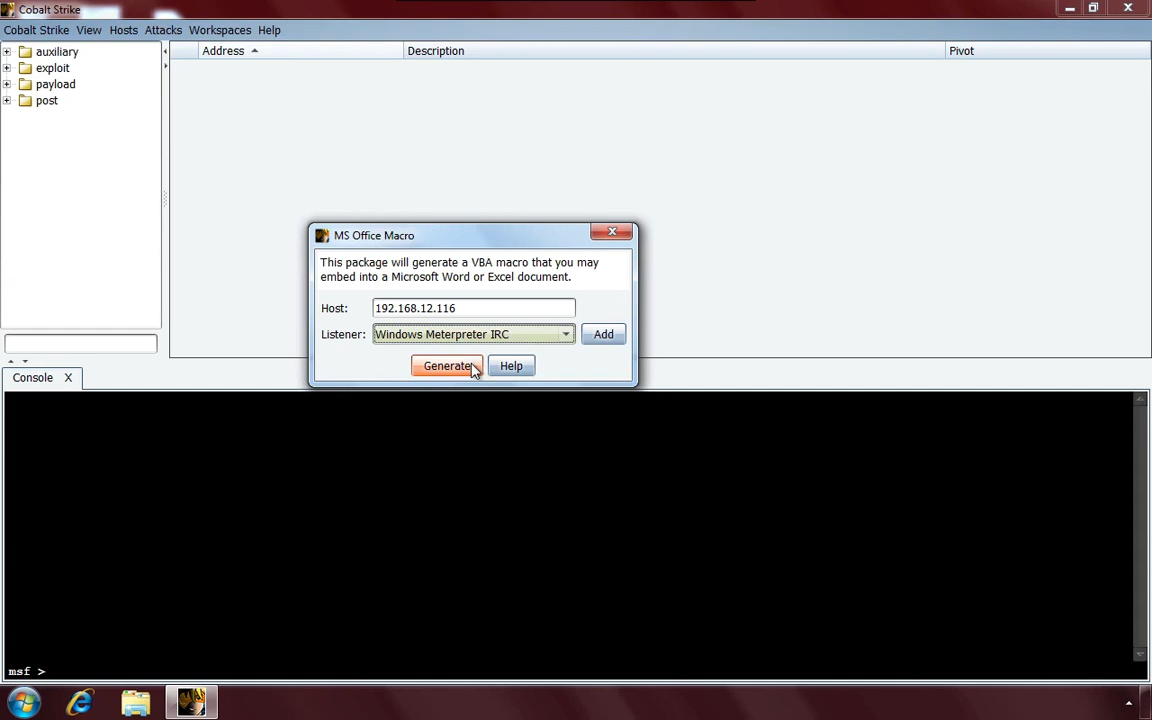 Cobalt Strike
Cobalt Strike View Hosts Attacks Workspaces Help
auxiliary
exploit
payload
post
Address Description Pivot
MS Office Macro
This package will generate a VBA macro that you may
embed into a Microsoft Word or Excel document.
Host: 192.168.12.116
Listener: Windows Meterpreter IRC Add
Generate Help
Console X
msf >